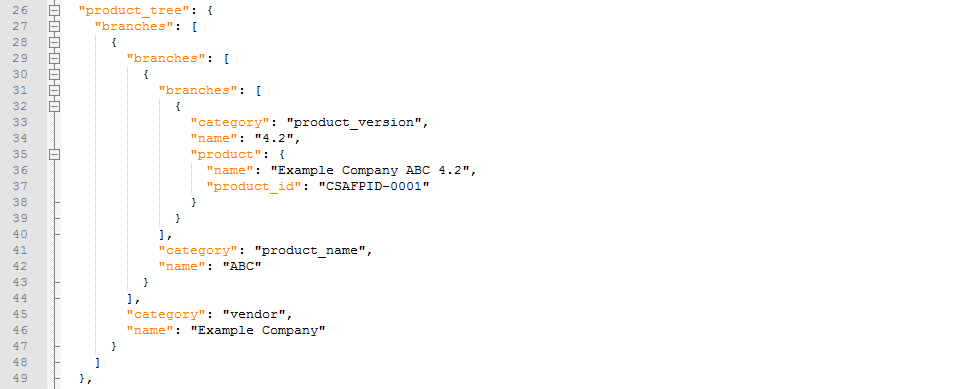 26 "product_tree": {
27 "branches": [
28 {
29 "branches": [
30 {
31 "branches": [
32 {
33 "category": "product_version",
34 "name": "4.2",
35 "product": {
36 "name": "Example Company ABC 4.2",
37 "product_id": "CSAFPID-0001"
38 }
39 }
40 ],
41 "category": "product_name",
42 "name": "ABC"
43 }
44 ],
45 "category": "vendor",
46 "name": "Example Company"
47 }
48 ]
49 },